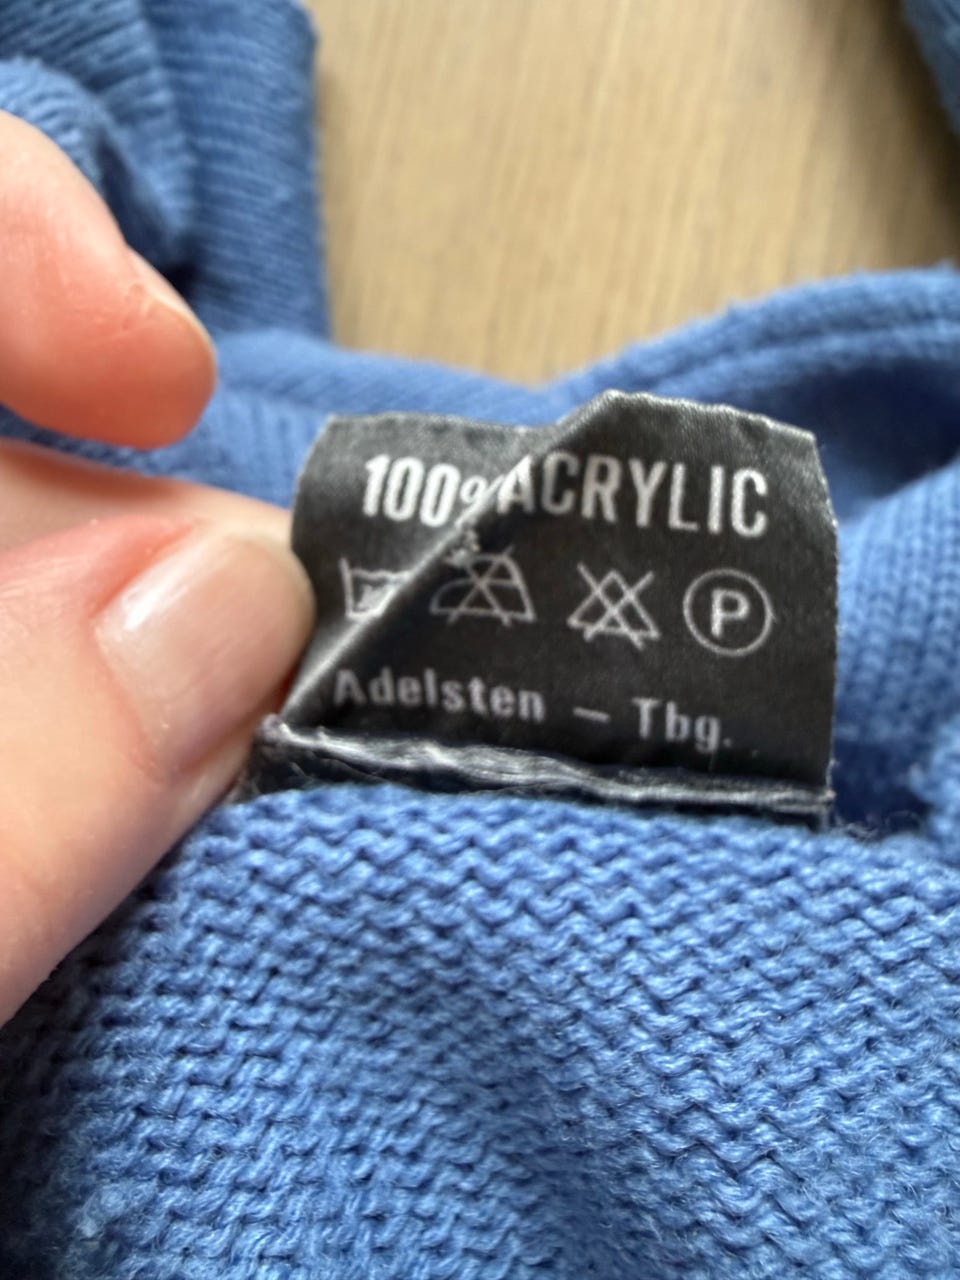 100% ACRYLIC
P
Adelsten – Tbg.